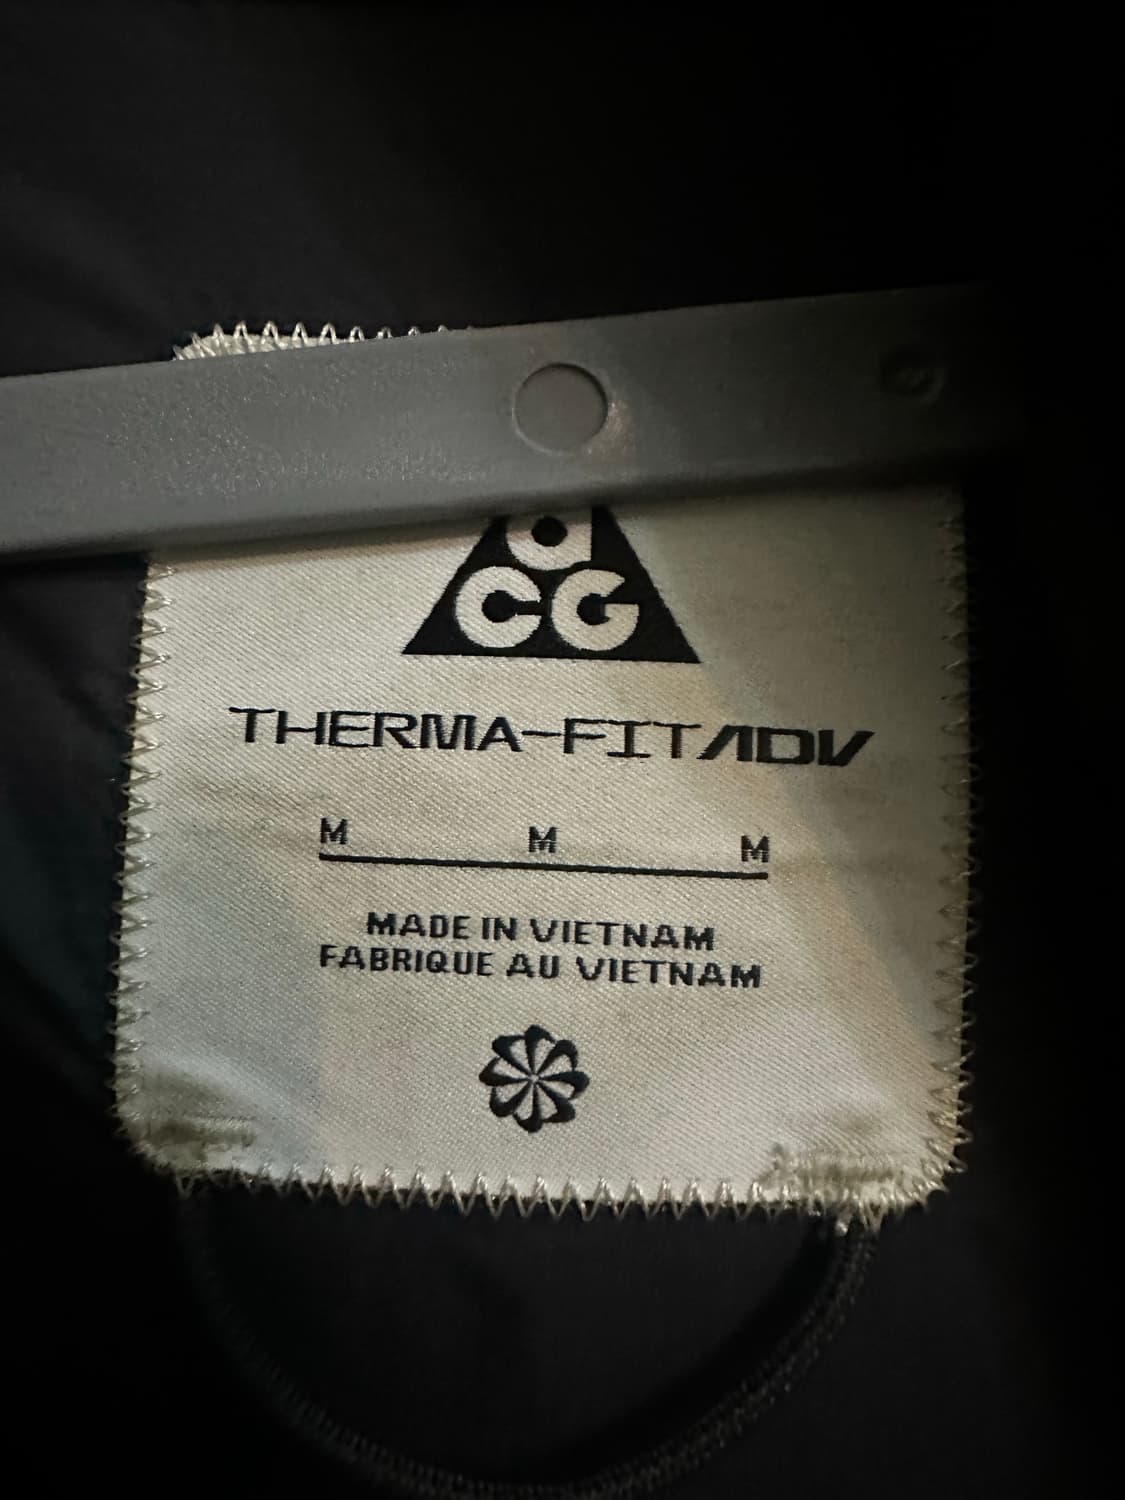 aCG
THERMA-FIT ADV
M M M
MADE IN VIETNAM
FABRIQUE AU VIETNAM